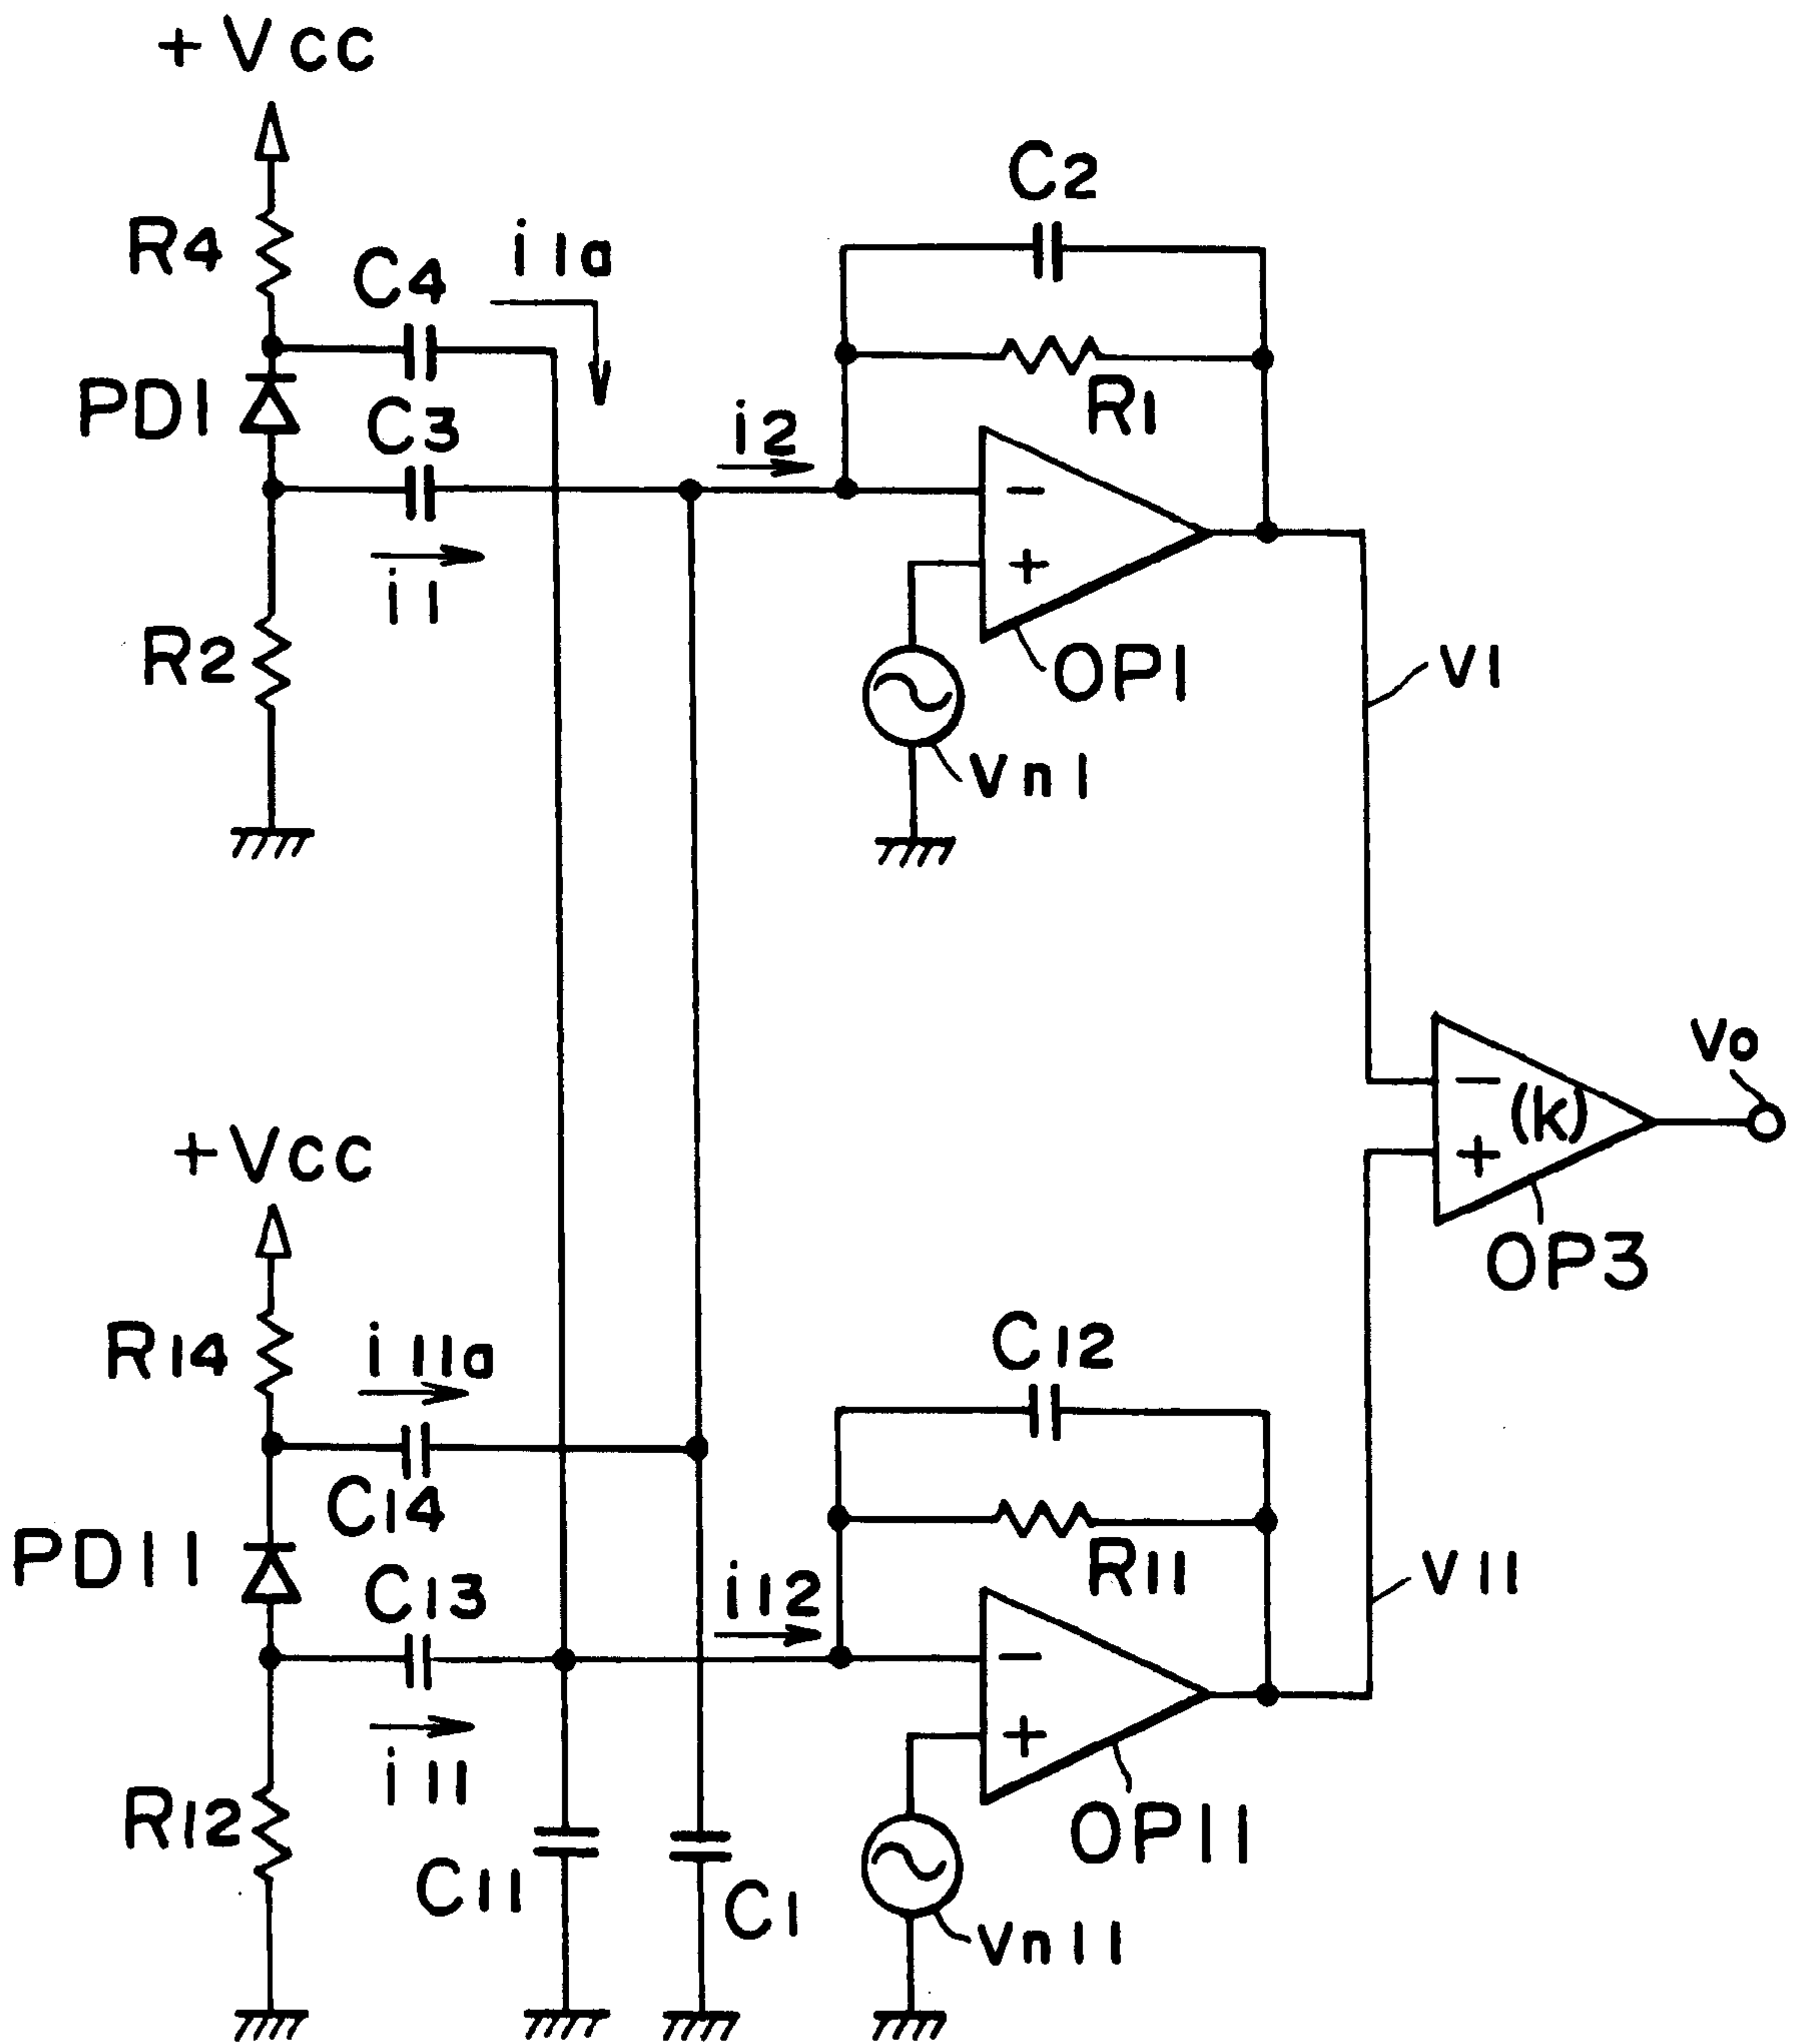 +Vcc
R4
C4
i1a
C2
PD1
C3
i2
R1
−
+
i1
R2
OP1
V1
Vn1
Vo
−
(k)
+
+Vcc
OP3
R14
i11a
C12
C14
PD11
C13
i12
R11
V11
−
+
i11
R12
OP11
C11
C1
Vn11